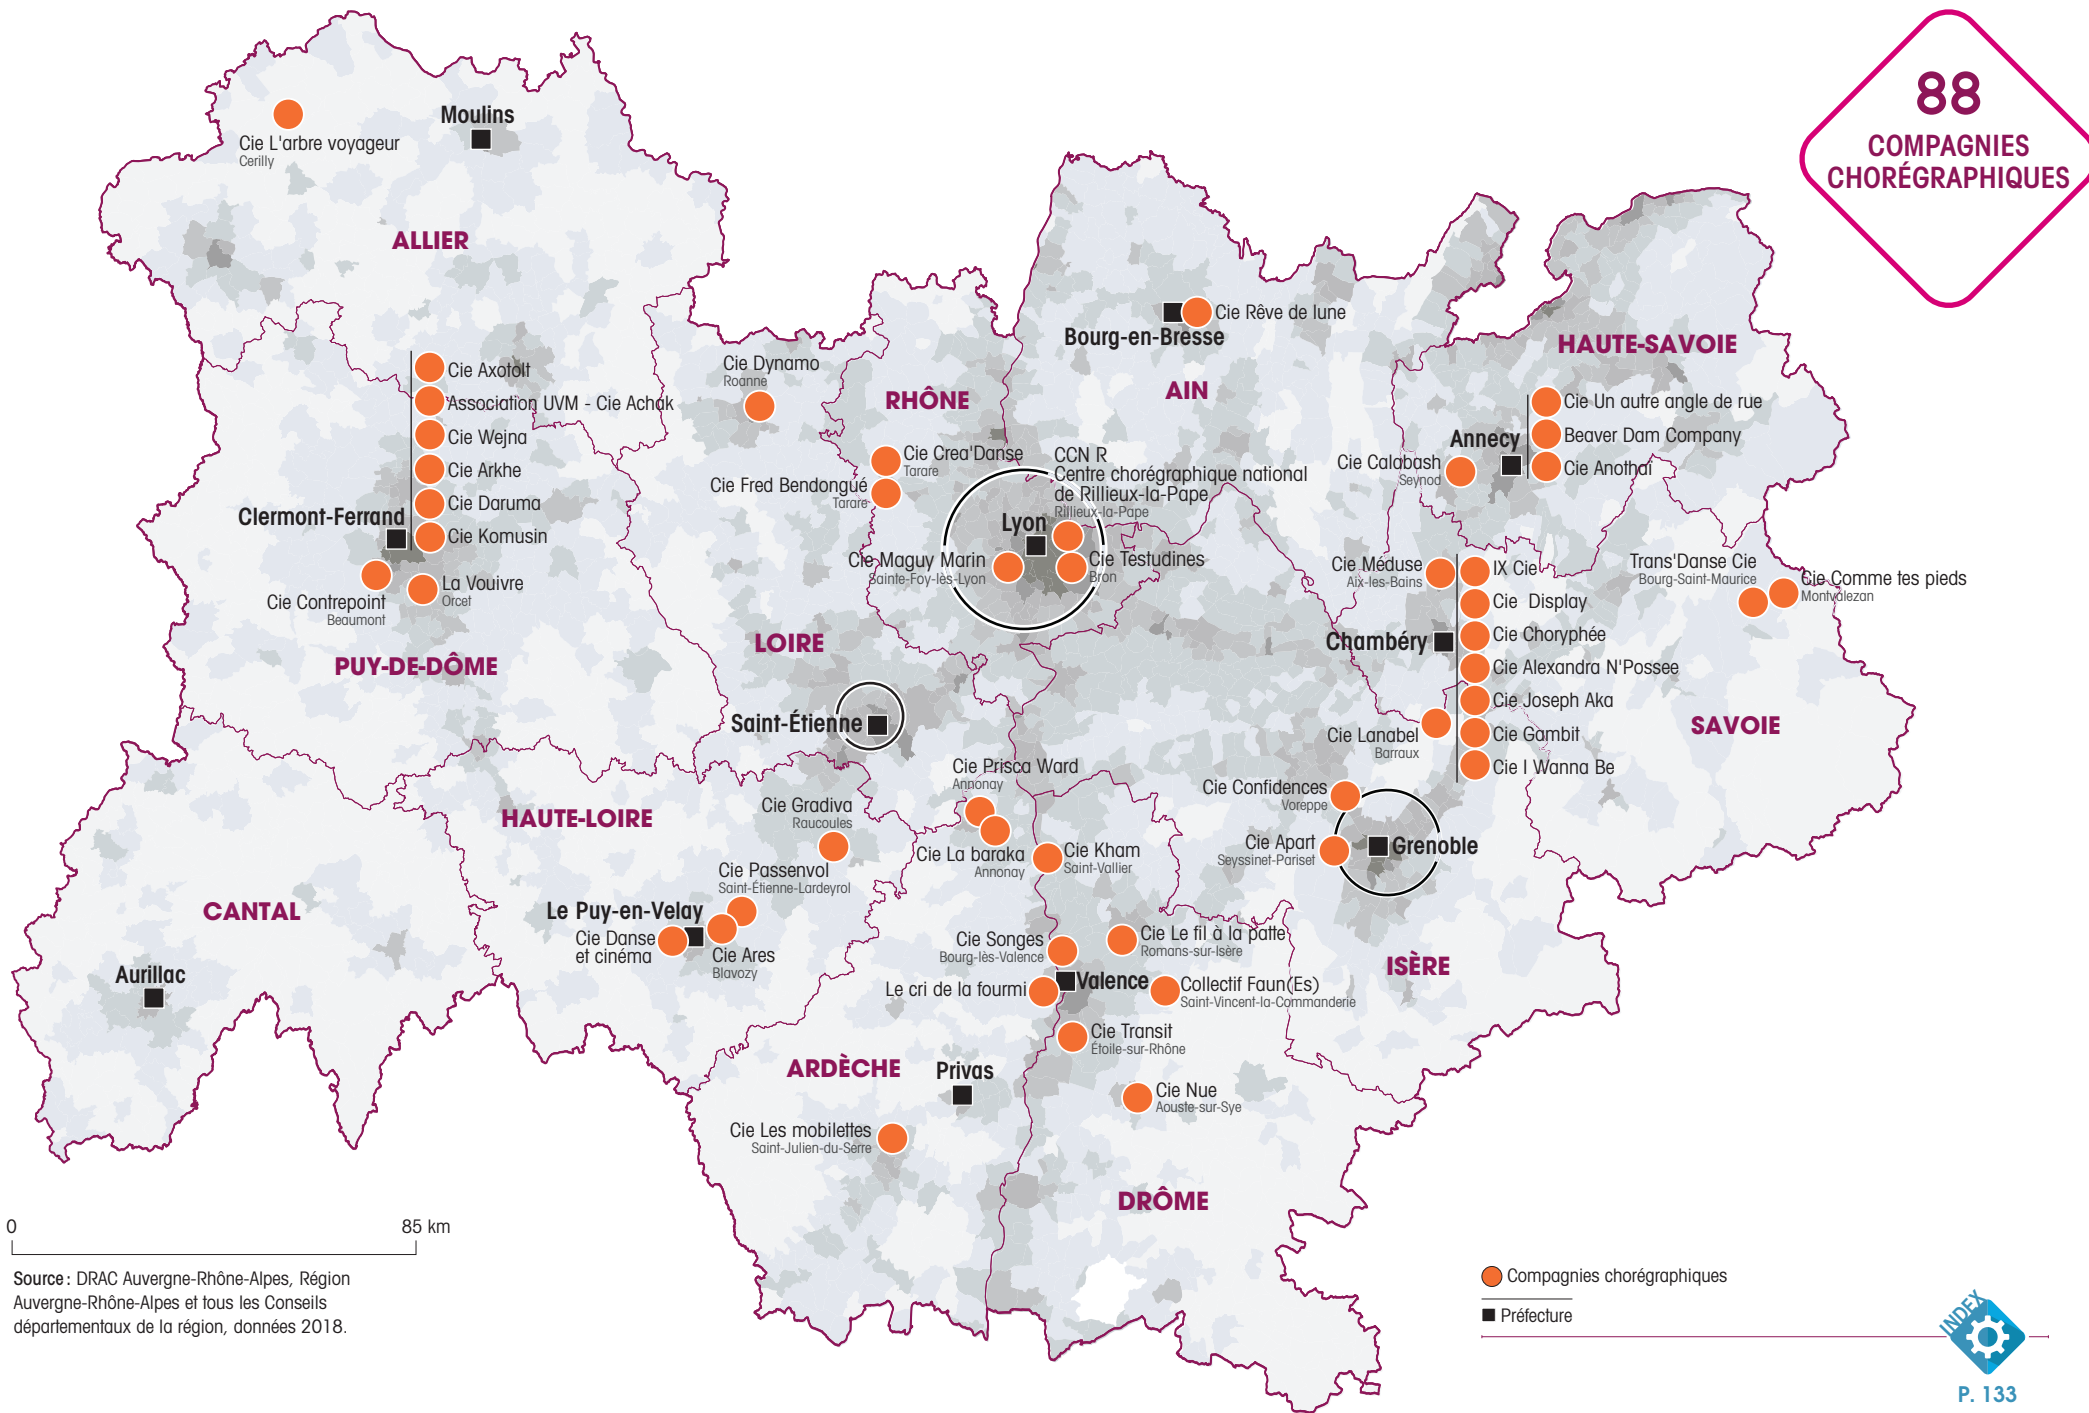 88
COMPAGNIES
CHORÉGRAPHIQUES
Cie L'arbre voyageur
Cerilly
Moulins
ALLIER
Cie Axotolt
Association UVM - Cie Achak
Cie Wejna
Cie Arkhe
Cie Daruma
Cie Komusin
Clermont-Ferrand
Cie Contrepoint
Beaumont
La Vouivre
Orcet
PUY-DE-DÔME
Cie Dynamo
Roanne
LOIRE
Saint-Étienne
RHÔNE
Cie Crea'Danse
Tarare
Cie Fred Bendongué
Tarare
CCN R
Centre chorégraphique national
de Rillieux-la-Pape
Rillieux-la-Pape
Lyon
Cie Maguy Marin
Sainte-Foy-lès-Lyon
Cie Testudines
Bron
Cie Rêve de lune
Bourg-en-Bresse
AIN
HAUTE-SAVOIE
Cie Un autre angle de rue
Beaver Dam Company
Cie Anothaï
Annecy
Cie Calabash
Seynod
Cie Méduse
Aix-les-Bains
IX Cie
Cie Display
Cie Choryphée
Cie Alexandra N'Possee
Cie Joseph Aka
Cie Gambit
Cie I Wanna Be
Chambéry
Trans'Danse Cie
Bourg-Saint-Maurice
Cie Comme tes pieds
Montvalezan
SAVOIE
Cie Lanabel
Barraux
Cie Confidences
Voreppe
Cie Apart
Seyssinet-Pariset
Grenoble
ISÈRE
CANTAL
Aurillac
HAUTE-LOIRE
Cie Gradiva
Raucoules
Cie Passenvol
Saint-Étienne-Lardeyrol
Le Puy-en-Velay
Cie Danse
et cinéma
Cie Ares
Blavozy
Cie Prisca Ward
Annonay
Cie La baraka
Annonay
Cie Kham
Saint-Vallier
Cie Songes
Bourg-lès-Valence
Cie Le fil à la patte
Romans-sur-Isère
Valence
Le cri de la fourmi
Collectif Faun(Es)
Saint-Vincent-la-Commanderie
Cie Transit
Étoile-sur-Rhône
ARDÈCHE
Privas
Cie Nue
Aouste-sur-Sye
Cie Les mobilettes
Saint-Julien-du-Serre
DRÔME
0 85 km
Source : DRAC Auvergne-Rhône-Alpes, Région
Auvergne-Rhône-Alpes et tous les Conseils
départementaux de la région, données 2018.
Compagnies chorégraphiques
Préfecture
INDEX
P. 133